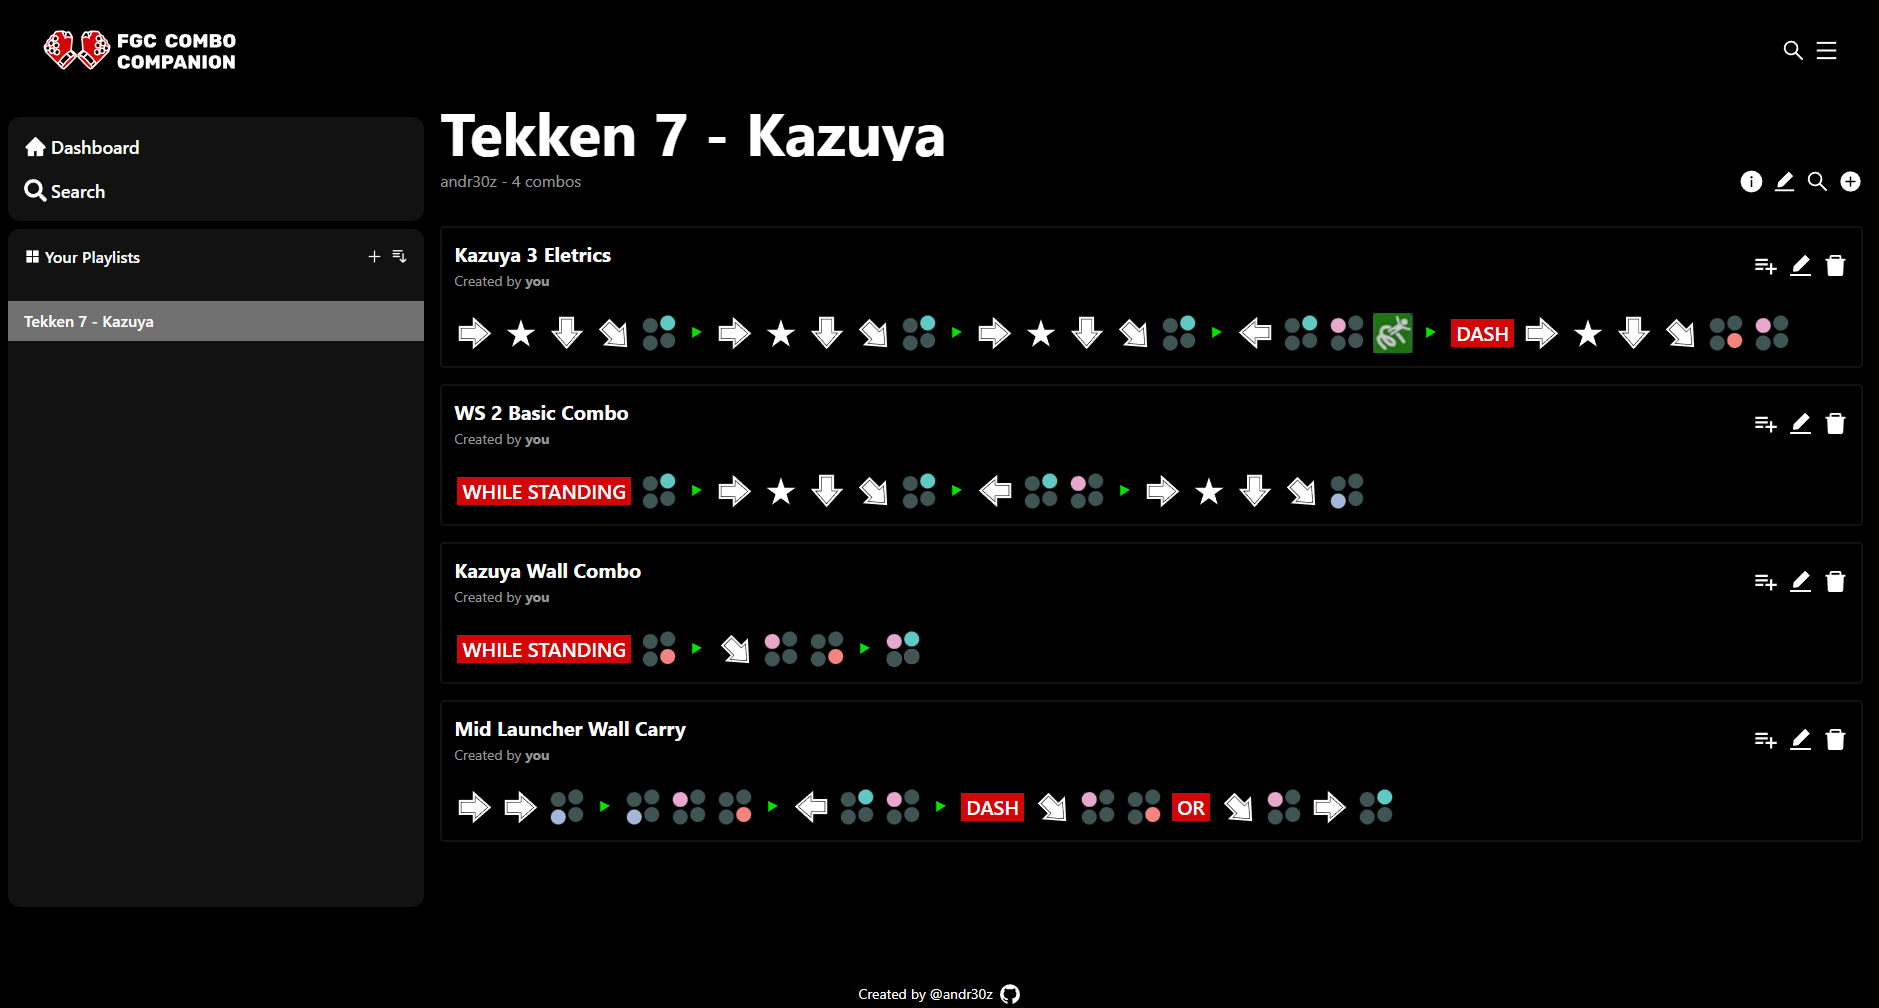 FGC COMBO
COMPANION
Dashboard
Search
Your Playlists
Tekken 7 - Kazuya
Tekken 7 - Kazuya
andr30z - 4 combos
Kazuya 3 Eletrics
Created by you
DASH
WS 2 Basic Combo
Created by you
WHILE STANDING
Kazuya Wall Combo
Created by you
WHILE STANDING
Mid Launcher Wall Carry
Created by you
DASH OR
Created by @andr30z